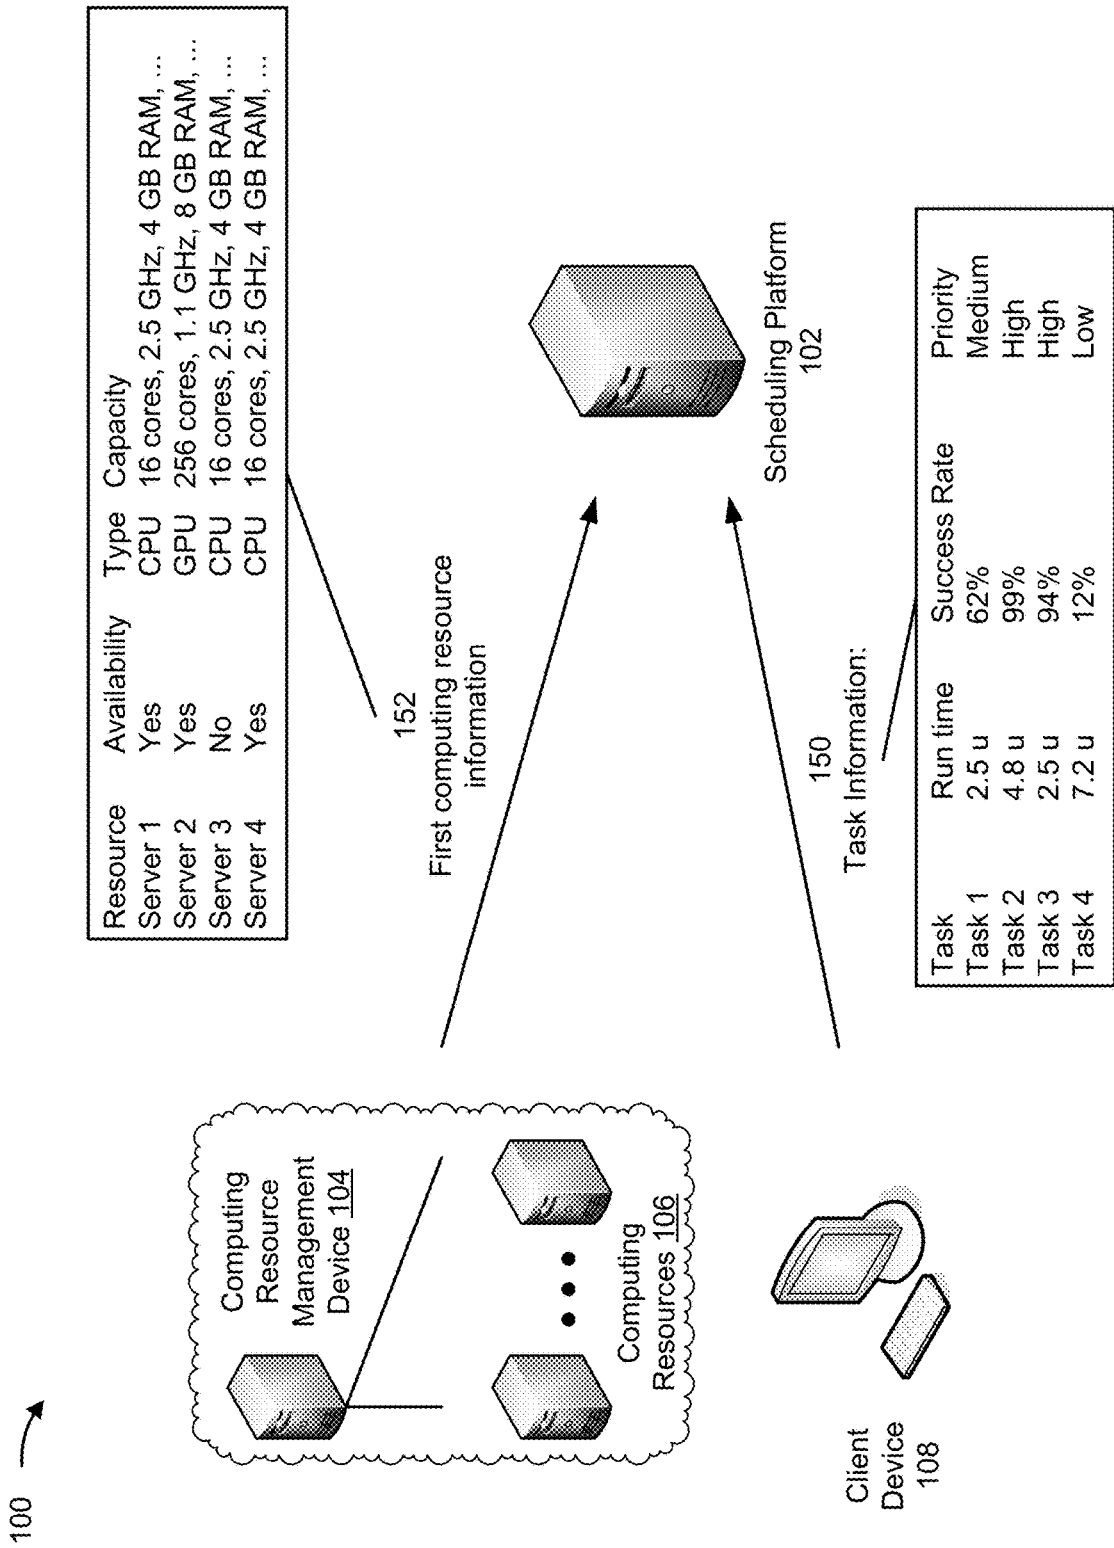 100
Computing
Resource
Management
Device 104
Computing
Resources 106
Client
Device
108
Resource Availability Type Capacity
Server 1 Yes CPU 16 cores, 2.5 GHz, 4 GB RAM, ...
Server 2 Yes GPU 256 cores, 1.1 GHz, 8 GB RAM, ...
Server 3 No CPU 16 cores, 2.5 GHz, 4 GB RAM, ...
Server 4 Yes CPU 16 cores, 2.5 GHz, 4 GB RAM, ...
152
First computing resource
information
Scheduling Platform
102
150
Task Information:
Task Run time Success Rate Priority
Task 1 2.5 u 62% Medium
Task 2 4.8 u 99% High
Task 3 2.5 u 94% High
Task 4 7.2 u 12% Low